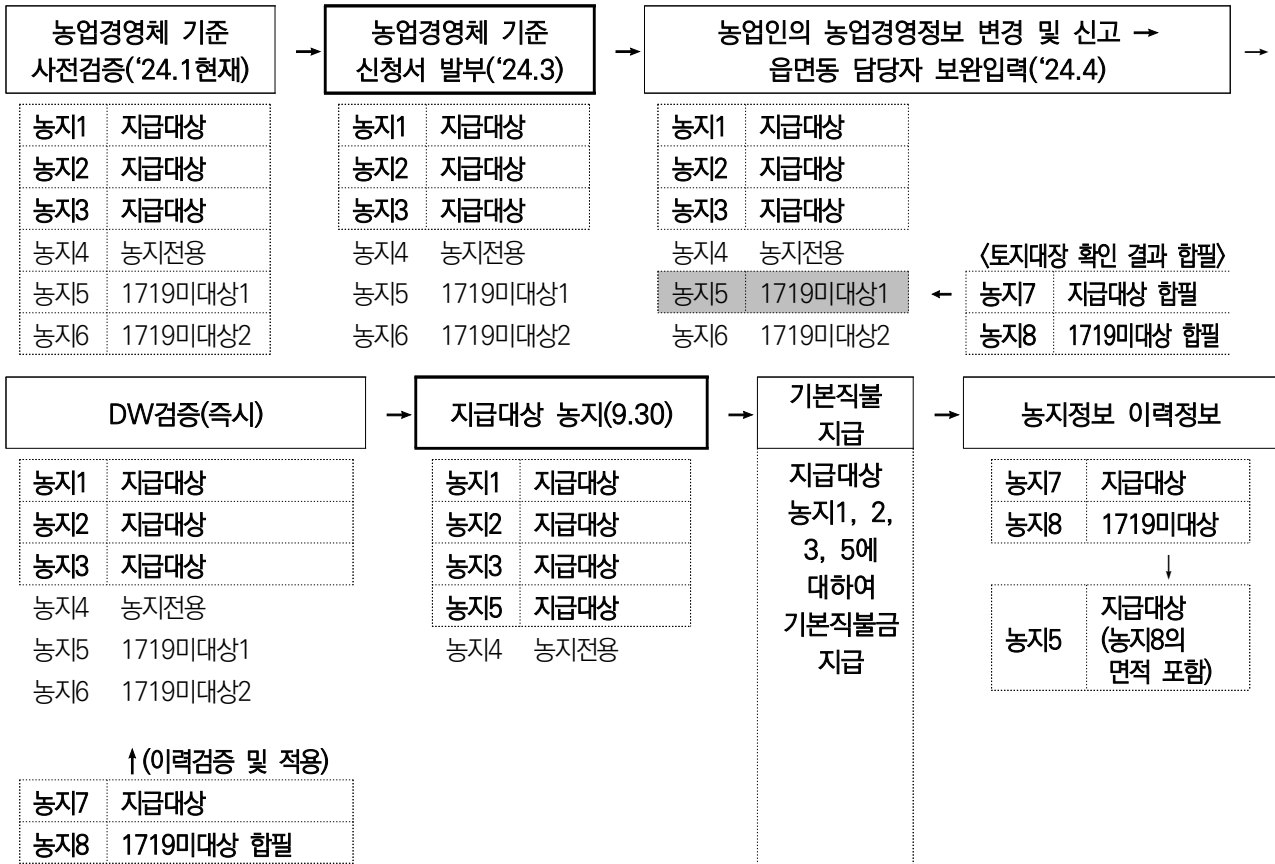 농업경영체 기준
사전검증(‘24.1현재)
→
농업경영체 기준
신청서 발부(‘24.3)
→
농업인의 농업경영정보 변경 및 신고 →
읍면동 담당자 보완입력(‘24.4)
→
농지1 지급대상
농지2 지급대상
농지3 지급대상
농지4 농지전용
농지5 1719미대상1
농지6 1719미대상2
농지1 지급대상
농지2 지급대상
농지3 지급대상
농지4 농지전용
농지5 1719미대상1
농지6 1719미대상2
농지1 지급대상
농지2 지급대상
농지3 지급대상
농지4 농지전용
농지5 1719미대상1
농지6 1719미대상2
←
〈토지대장 확인 결과 합필〉
농지7 지급대상 합필
농지8 1719미대상 합필
DW검증(즉시)
→
지급대상 농지(9.30)
→
기본직불
지급
→
농지정보 이력정보
농지1 지급대상
농지2 지급대상
농지3 지급대상
농지4 농지전용
농지5 1719미대상1
농지6 1719미대상2
↑(이력검증 및 적용)
농지7 지급대상
농지8 1719미대상 합필
농지1 지급대상
농지2 지급대상
농지3 지급대상
농지5 지급대상
농지4 농지전용
지급대상
농지1, 2,
3, 5에
대하여
기본직불금
지급
농지7 지급대상
농지8 1719미대상
↓
농지5 지급대상
(농지8의
면적 포함)